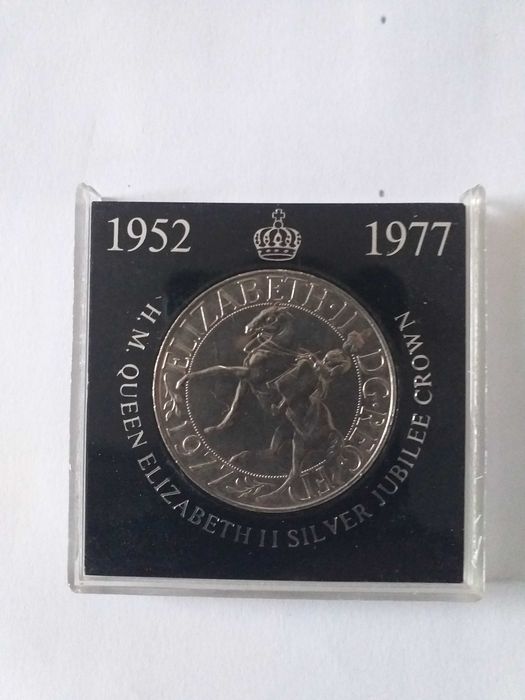 1952 1977
H.M. QUEEN ELIZABETH II SILVER JUBILEE CROWN
ELIZABETH·II D·G·REG F·D 1977